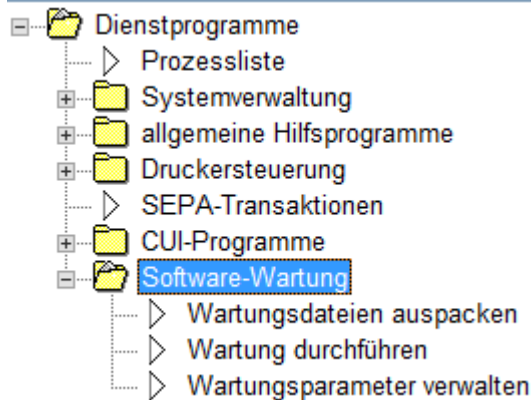 Dienstprogramme
Prozessliste
Systemverwaltung
allgemeine Hilfsprogramme
Druckersteuerung
SEPA-Transaktionen
CUI-Programme
Software-Wartung
Wartungsdateien auspacken
Wartung durchführen
Wartungsparameter verwalten